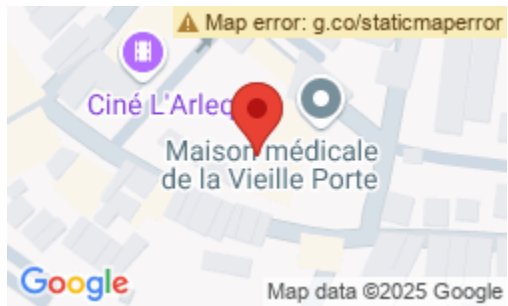 Map error: g.co/staticmaperror
Ciné L'Arleq
Maison médicale
de la Vieille Porte
Google
Map data ©2025 Google